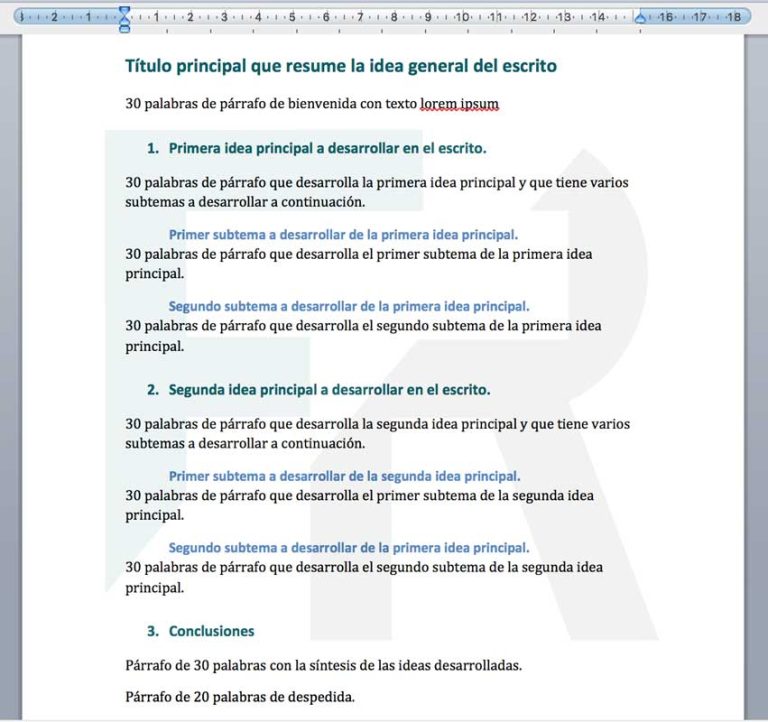 3 2 1 1 2 3 4 5 6 7 8 9 10 11 12 13 14 16 17 18
Título principal que resume la idea general del escrito
30 palabras de párrafo de bienvenida con texto lorem ipsum
1. Primera idea principal a desarrollar en el escrito.
30 palabras de párrafo que desarrolla la primera idea principal y que tiene varios
subtemas a desarrollar a continuación.
Primer subtema a desarrollar de la primera idea principal.
30 palabras de párrafo que desarrolla el primer subtema de la primera idea
principal.
Segundo subtema a desarrollar de la primera idea principal.
30 palabras de párrafo que desarrolla el segundo subtema de la primera idea
principal.
2. Segunda idea principal a desarrollar en el escrito.
30 palabras de párrafo que desarrolla la segunda idea principal y que tiene varios
subtemas a desarrollar a continuación.
Primer subtema a desarrollar de la segunda idea principal.
30 palabras de párrafo que desarrolla el primer subtema de la segunda idea
principal.
Segundo subtema a desarrollar de la primera idea principal.
30 palabras de párrafo que desarrolla el segundo subtema de la segunda idea
principal.
3. Conclusiones
Párrafo de 30 palabras con la síntesis de las ideas desarrolladas.
Párrafo de 20 palabras de despedida.